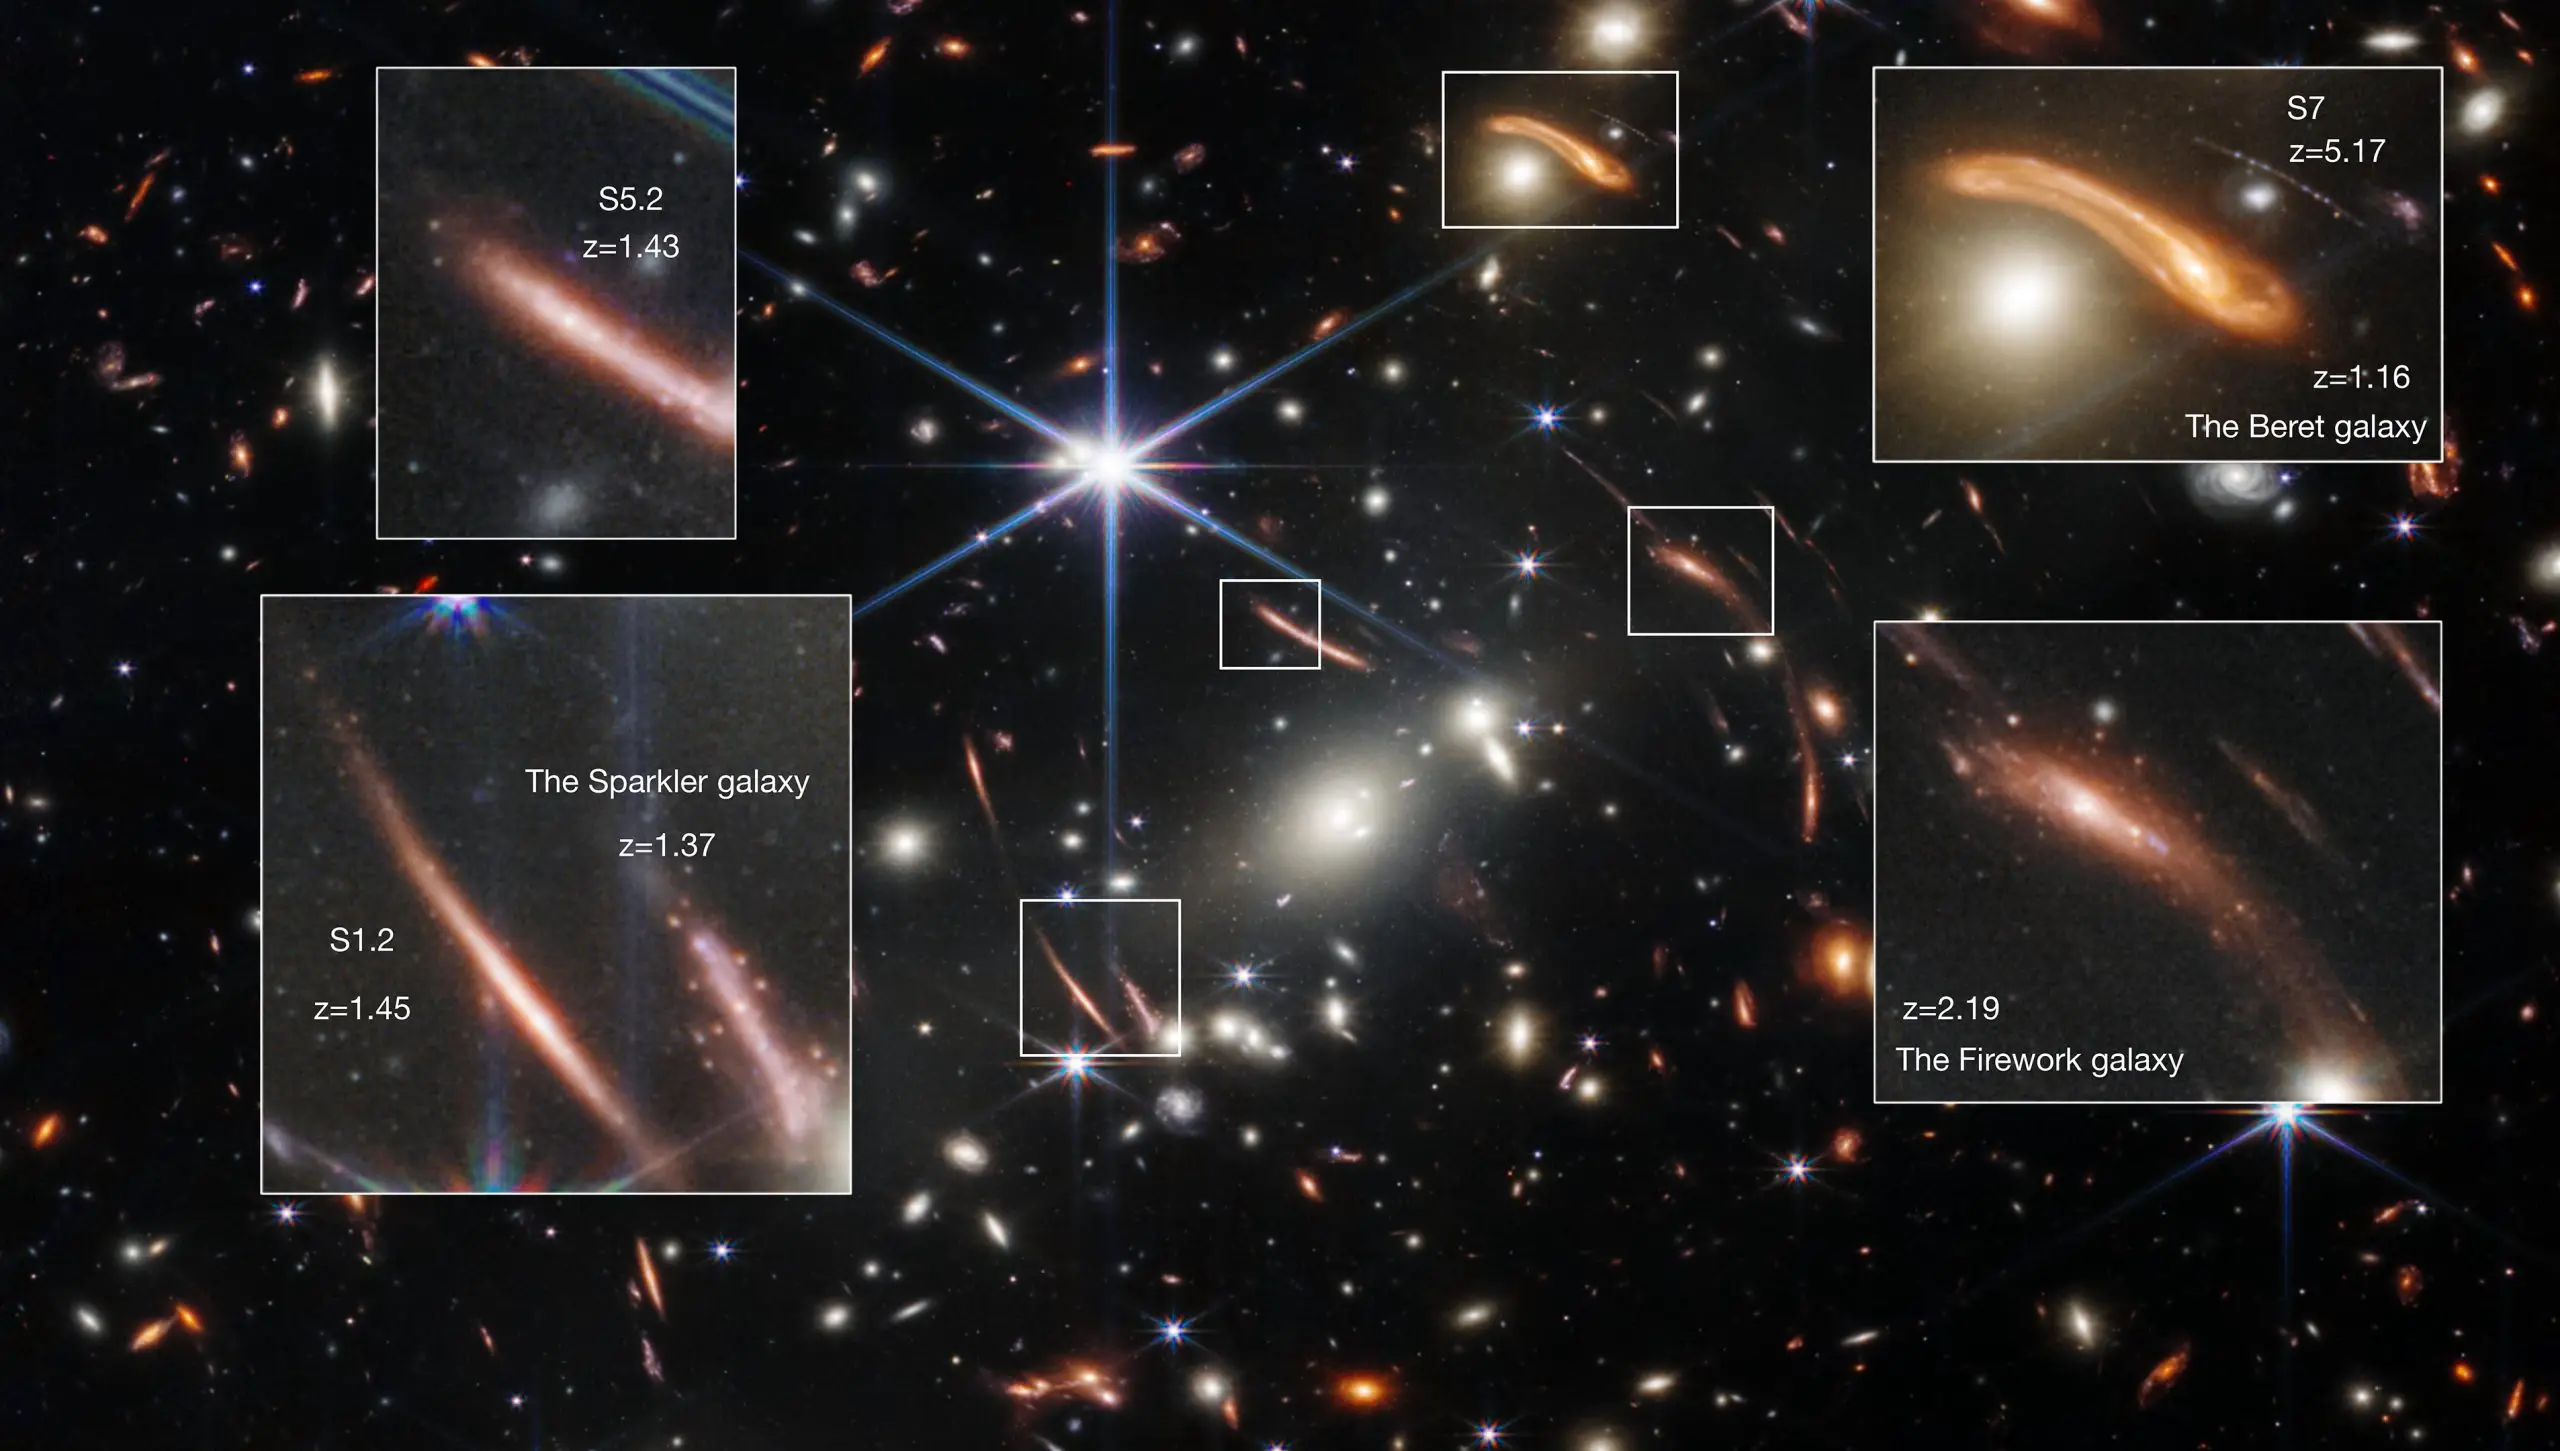 S5.2
z=1.43
S7
z=5.17
z=1.16
The Beret galaxy
The Sparkler galaxy
z=1.37
S1.2
z=1.45
z=2.19
The Firework galaxy